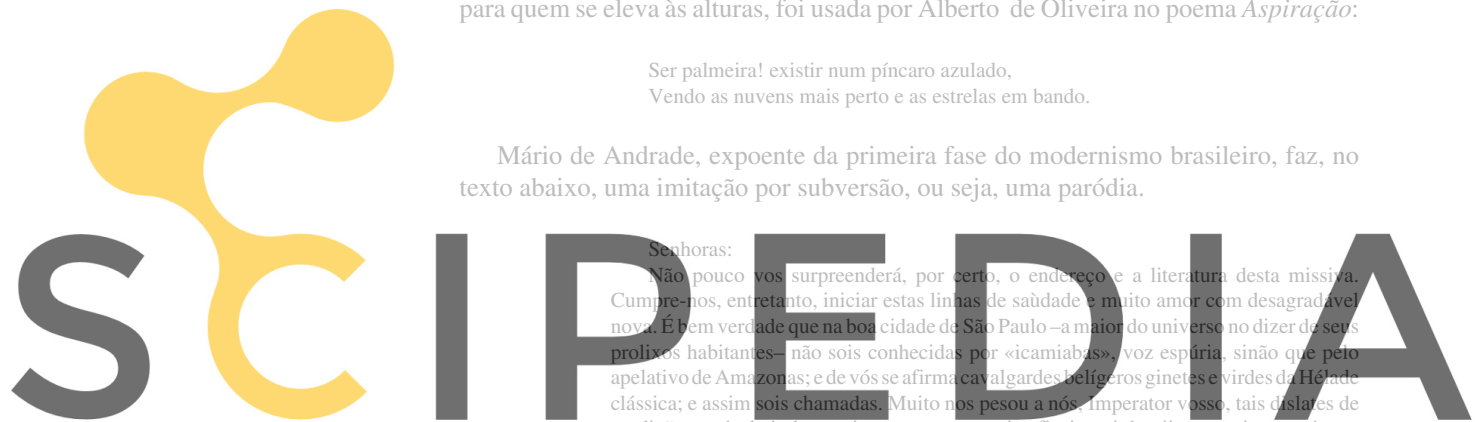 para quem se eleva às alturas, foi usada por Alberto de Oliveira no poema Aspiração:
Ser palmeira! existir num píncaro azulado,
Vendo as nuvens mais perto e as estrelas em bando.
Mário de Andrade, expoente da primeira fase do modernismo brasileiro, faz, no
texto abaixo, uma imitação por subversão, ou seja, uma paródia.
Senhoras:
Não pouco vos surpreenderá, por certo, o endereço e a literatura desta missiva.
Cumpre-nos, entretanto, iniciar estas linhas de saùdade e muito amor com desagradável
nova. É bem verdade que na boa cidade de São Paulo –a maior do universo no dizer de seus
prolixos habitantes– não sois conhecidas por «icamiabas», voz espúria, sinão que pelo
apelativo de Amazonas; e de vós se afirma cavalgardes belígeros ginetes e virdes da Hélade
clássica; e assim sois chamadas. Muito nos pesou a nós, Imperator vosso, tais dislates de
SCIPEDIA